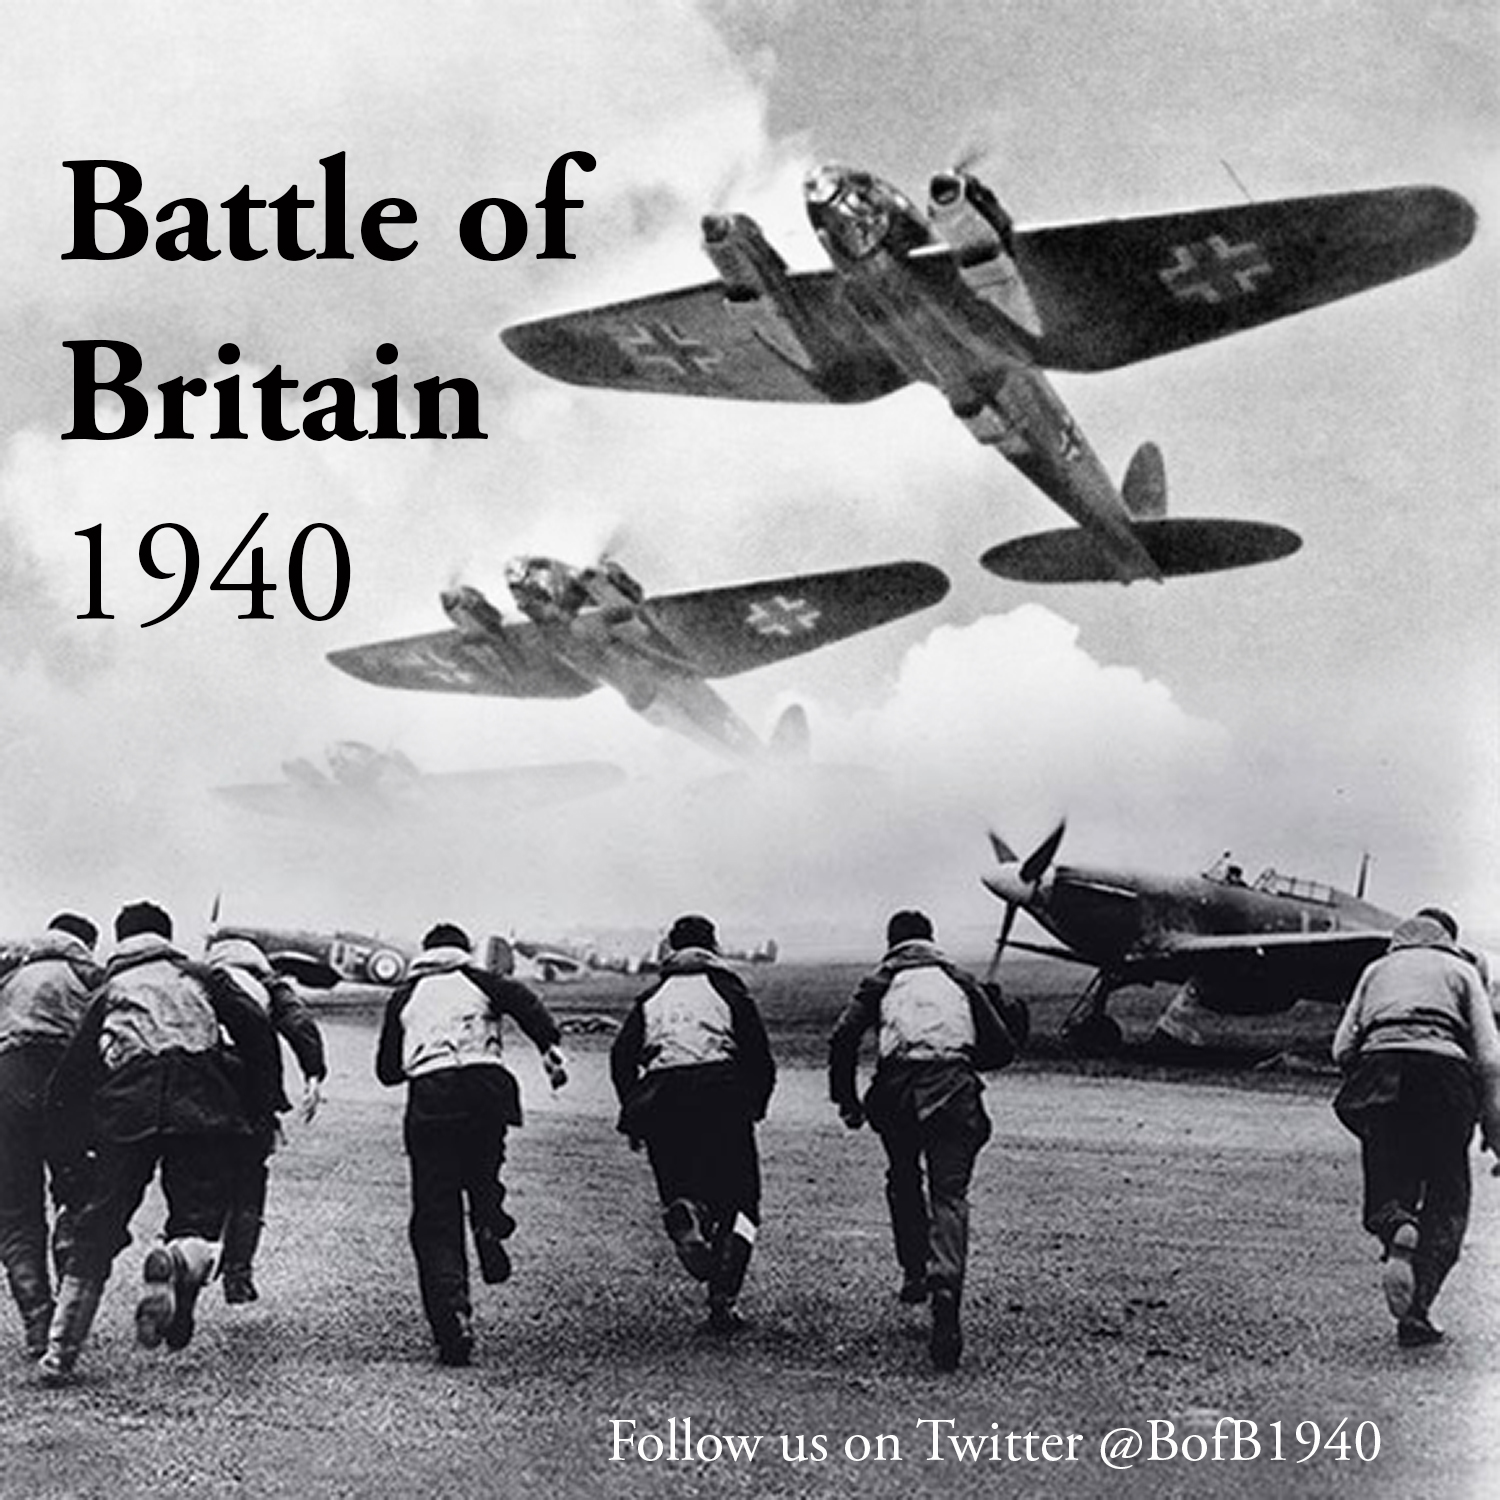 Battle of
Britain
1940
Follow us on Twitter @BofB1940